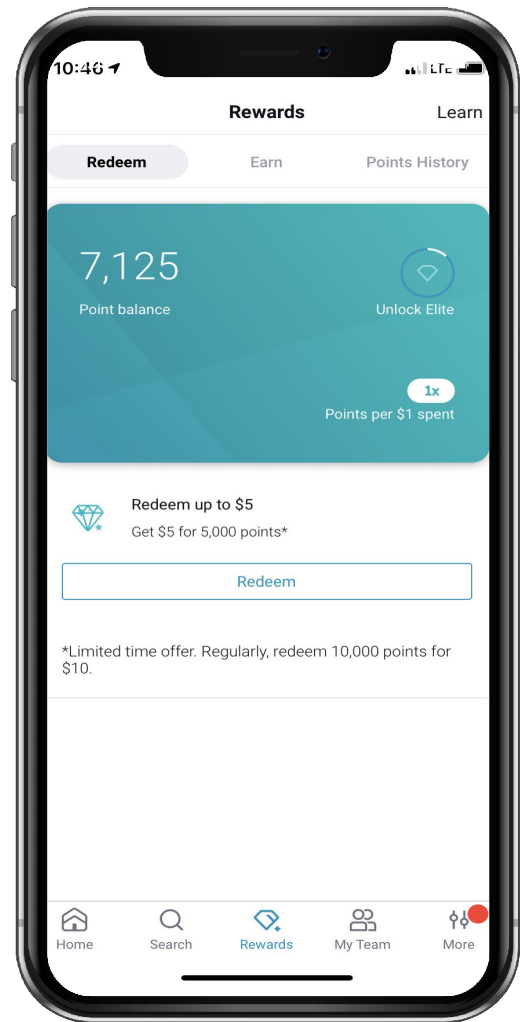 10:46
LTE
Rewards
Learn
Redeem
Earn
Points History
7,125
Point balance
Unlock Elite
1x
Points per $1 spent
Redeem up to $5
Get $5 for 5,000 points*
Redeem
*Limited time offer. Regularly, redeem 10,000 points for
$10.
Home
Search
Rewards
My Team
More